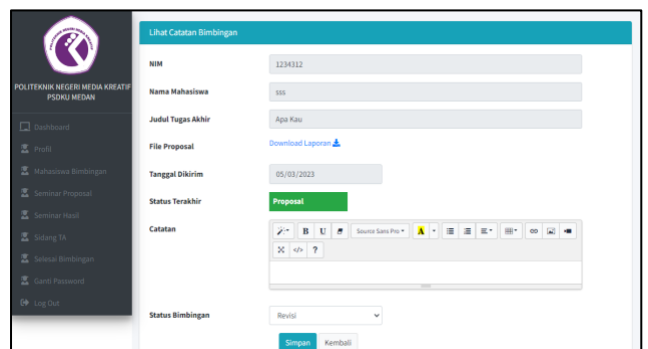 POLITEKNIK NEGERI MEDIA KREATIF
PSDKU MEDAN
Dashboard
Profil
Mahasiswa Bimbingan
Seminar Proposal
Seminar Hasil
Sidang TA
Selesai Bimbingan
Ganti Password
Log Out
Lihat Catatan Bimbingan
NIM 1234312
Nama Mahasiswa sss
Judul Tugas Akhir Apa Kau
File Proposal Download Laporan
Tanggal Dikirim 05/03/2023
Status Terakhir Proposal
Catatan B U Source Sans Pro A
</> ?
Status Bimbingan Revisi
Simpan Kembali